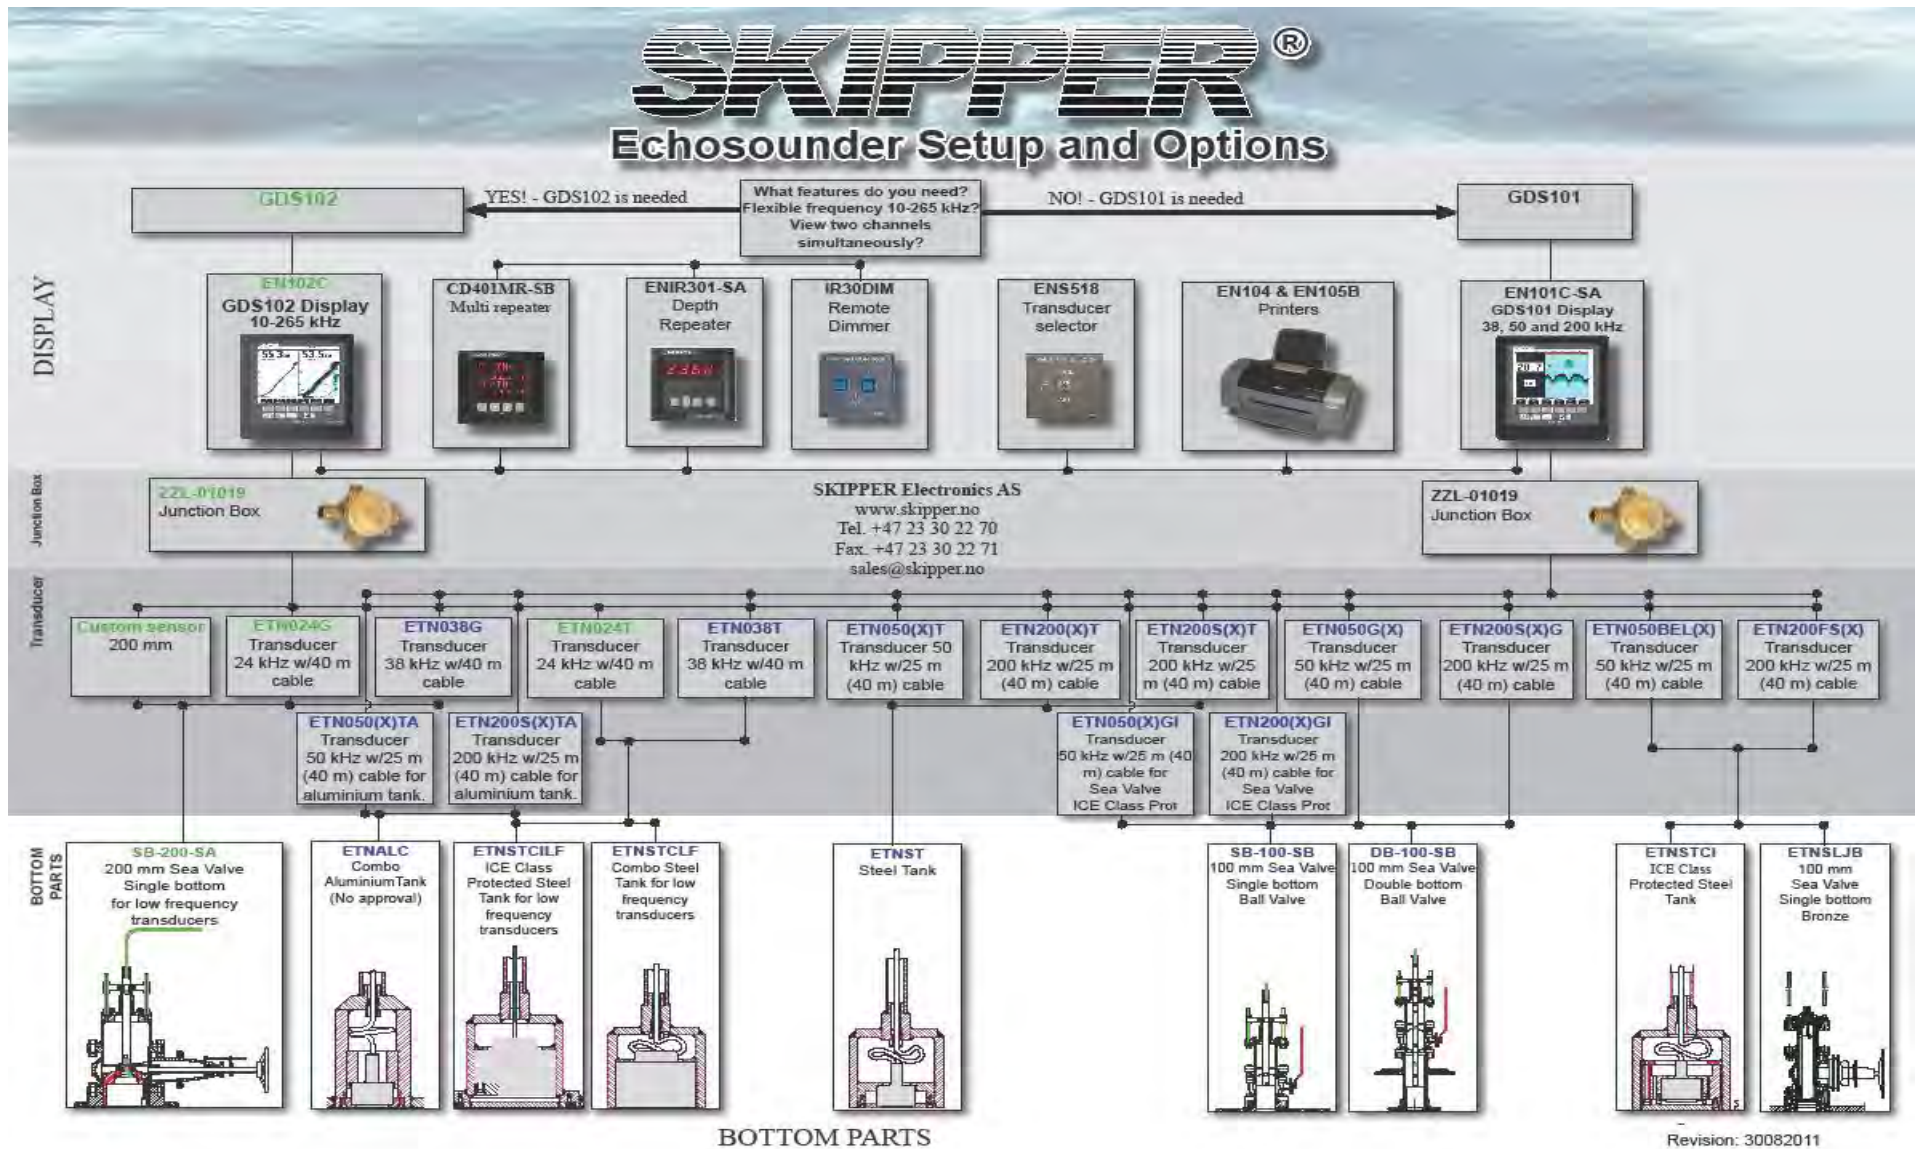 SKIPPER ®
Echosounder Setup and Options
GDS102
YES! - GDS102 is needed
What features do you need?
Flexible frequency 10-265 kHz?
View two channels
simultaneously?
NO! - GDS101 is needed
GDS101
DISPLAY
EN102C
GDS102 Display
10-265 kHz
CD401MR-SB
Multi repeater
ENIR301-SA
Depth
Repeater
IR30DIM
Remote
Dimmer
ENS518
Transducer
selector
EN104 & EN105B
Printers
EN101C-SA
GDS101 Display
38, 50 and 200 kHz
Junction Box
ZZL-01019
Junction Box
SKIPPER Electronics AS
www.skipper.no
Tel. +47 23 30 22 70
Fax. +47 23 30 22 71
sales@skipper.no
ZZL-01019
Junction Box
Transducer
Custom sensor
200 mm
ETN024G
Transducer
24 kHz w/40 m
cable
ETN038G
Transducer
38 kHz w/40 m
cable
ETN024T
Transducer
24 kHz w/40 m
cable
ETN038T
Transducer
38 kHz w/40 m
cable
ETN050(X)T
Transducer 50
kHz w/25 m
(40 m) cable
ETN200(X)T
Transducer
200 kHz w/25 m
(40 m) cable
ETN200S(X)T
Transducer
200 kHz w/25
m (40 m) cable
ETN050G(X)
Transducer
50 kHz w/25 m
(40 m) cable
ETN200S(X)G
Transducer
200 kHz w/25 m
(40 m) cable
ETN050BEL(X)
Transducer
50 kHz w/25 m
(40 m) cable
ETN200FS(X)
Transducer
200 kHz w/25 m
(40 m) cable
ETN050(X)TA
Transducer
50 kHz w/25 m
(40 m) cable for
aluminium tank.
ETN200S(X)TA
Transducer
200 kHz w/25 m
(40 m) cable for
aluminium tank.
ETN050(X)GI
Transducer
50 kHz w/25 m (40
m) cable for
Sea Valve
ICE Class Prot
ETN200(X)GI
Transducer
200 kHz w/25 m
(40 m) cable for
Sea Valve
ICE Class Prot
BOTTOM
PARTS
SB-200-SA
200 mm Sea Valve
Single bottom
for low frequency
transducers
ETNALC
Combo
AluminiumTank
(No approval)
ETNSTCILF
ICE Class
Protected Steel
Tank for low
frequency
transducers
ETNSTCLF
Combo Steel
Tank for low
frequency
transducers
ETNST
Steel Tank
SB-100-SB
100 mm Sea Valve
Single bottom
Ball Valve
DB-100-SB
100 mm Sea Valve
Double bottom
Ball Valve
ETNSTCI
ICE Class
Protected Steel
Tank
ETNSLJB
100 mm
Sea Valve
Single bottom
Bronze
BOTTOM PARTS
Revision: 30082011